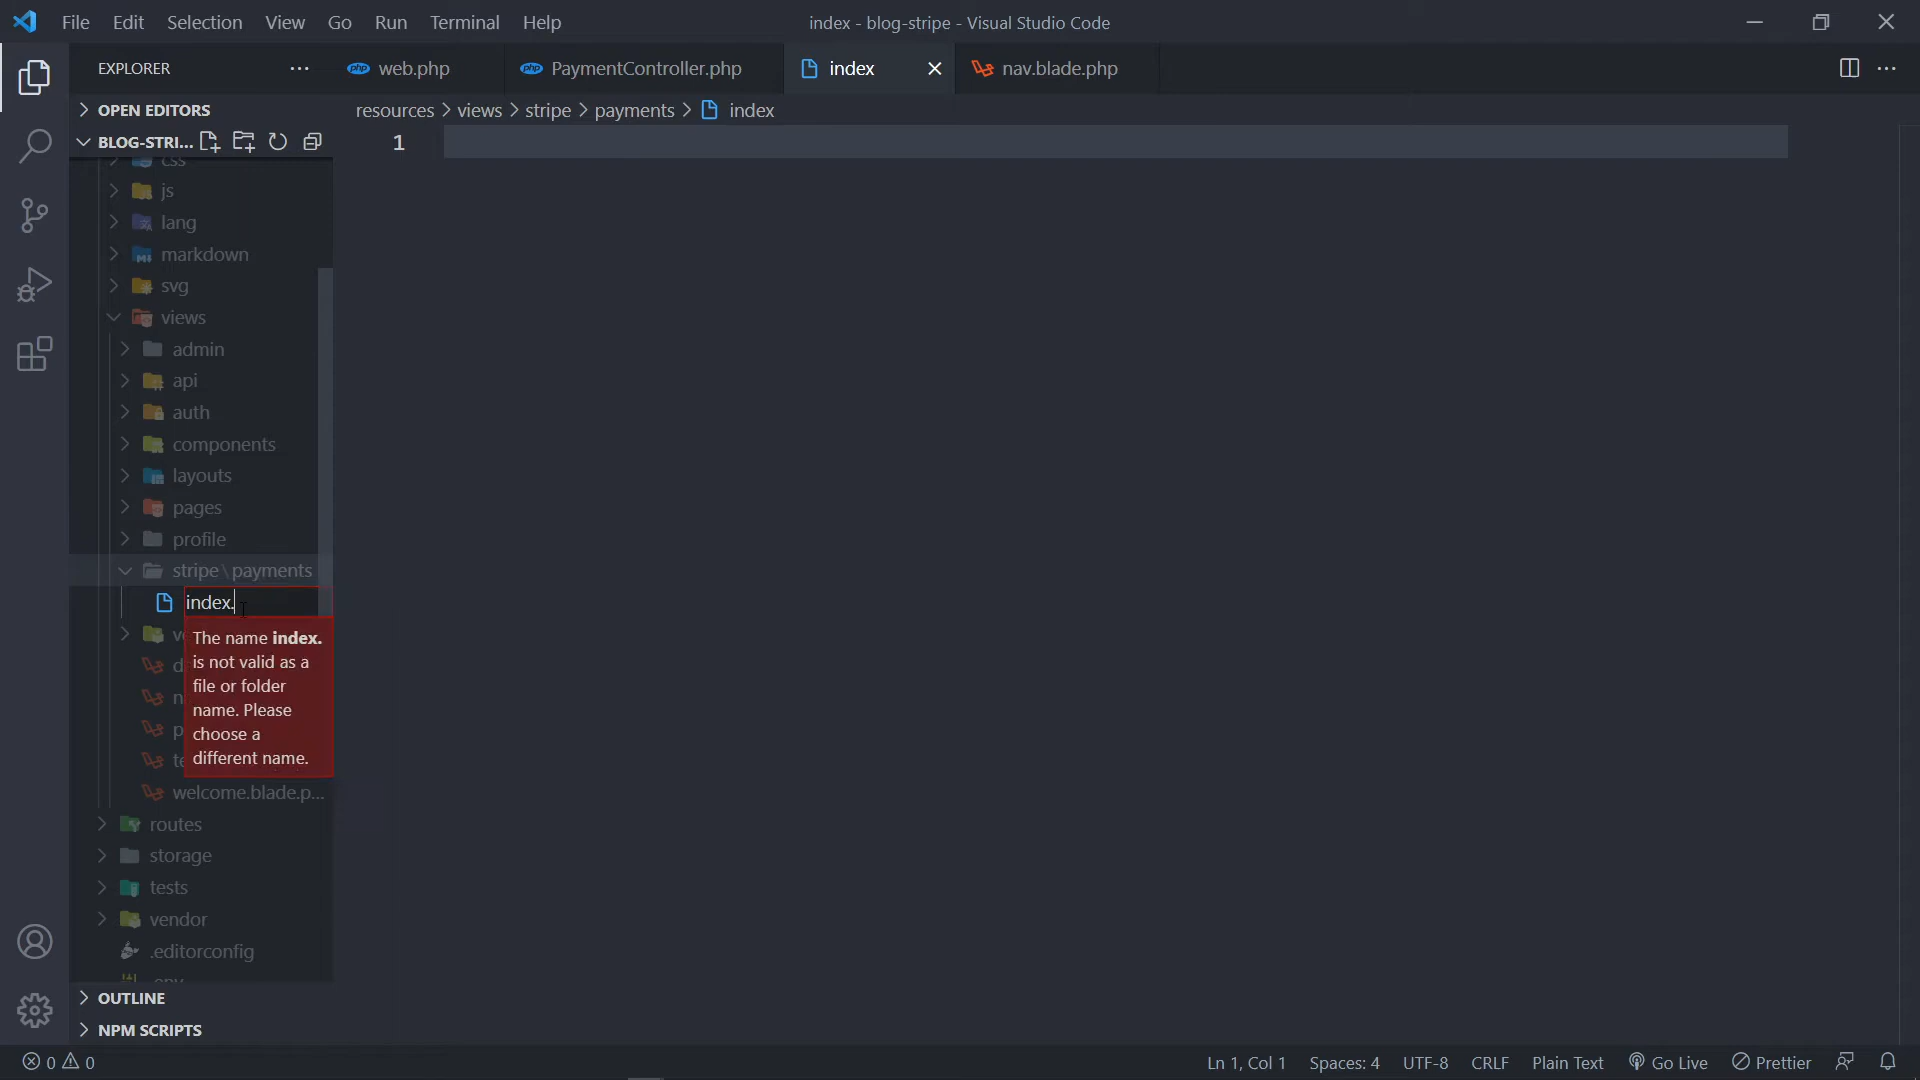 File Edit Selection View Go Run Terminal Help
index - blog-stripe - Visual Studio Code
EXPLORER
web.php
PaymentController.php
index
nav.blade.php
OPEN EDITORS
resources > views > stripe > payments > index
BLOG-STRI...
1
css
js
lang
markdown
svg
views
admin
api
auth
components
layouts
pages
profile
stripe \ payments
index.
The name index.
is not valid as a
file or folder
name. Please
choose a
different name.
welcome.blade.p...
routes
storage
tests
vendor
.editorconfig
.env
OUTLINE
NPM SCRIPTS
0 0
Ln 1, Col 1 Spaces: 4 UTF-8 CRLF Plain Text Go Live Prettier